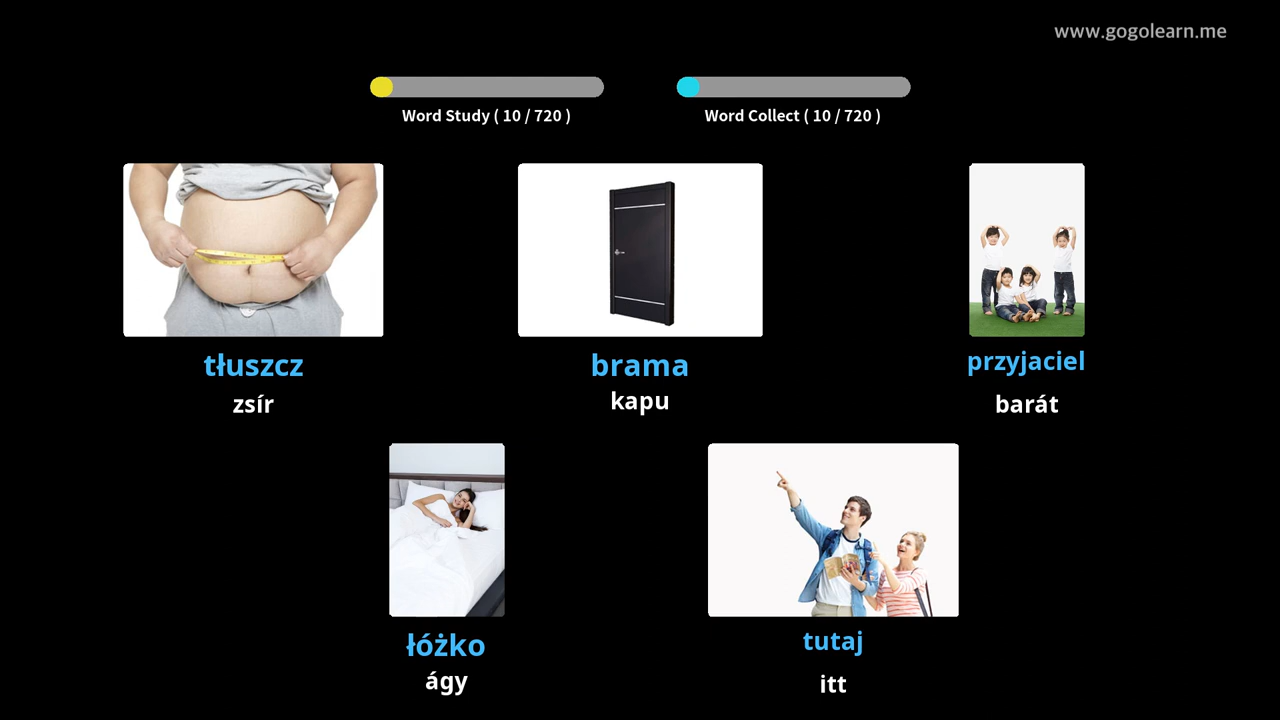 www.gogolearn.me
Word Study ( 10 / 720 )
Word Collect ( 10 / 720 )
tłuszcz
zsír
brama
kapu
przyjaciel
barát
łóżko
ágy
tutaj
itt